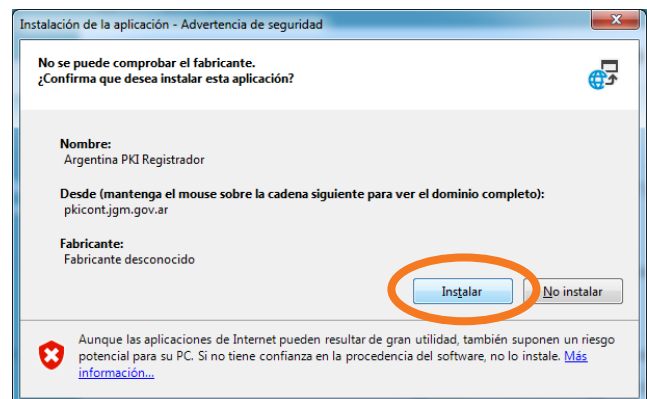 Instalación de la aplicación - Advertencia de seguridad
No se puede comprobar el fabricante.
¿Confirma que desea instalar esta aplicación?
Nombre:
Argentina PKI Registrador
Desde (mantenga el mouse sobre la cadena siguiente para ver el dominio completo):
pkicont.jgm.gov.ar
Fabricante:
Fabricante desconocido
Instalar
No instalar
Aunque las aplicaciones de Internet pueden resultar de gran utilidad, también suponen un riesgo
potencial para su PC. Si no tiene confianza en la procedencia del software, no lo instale. Más
información...